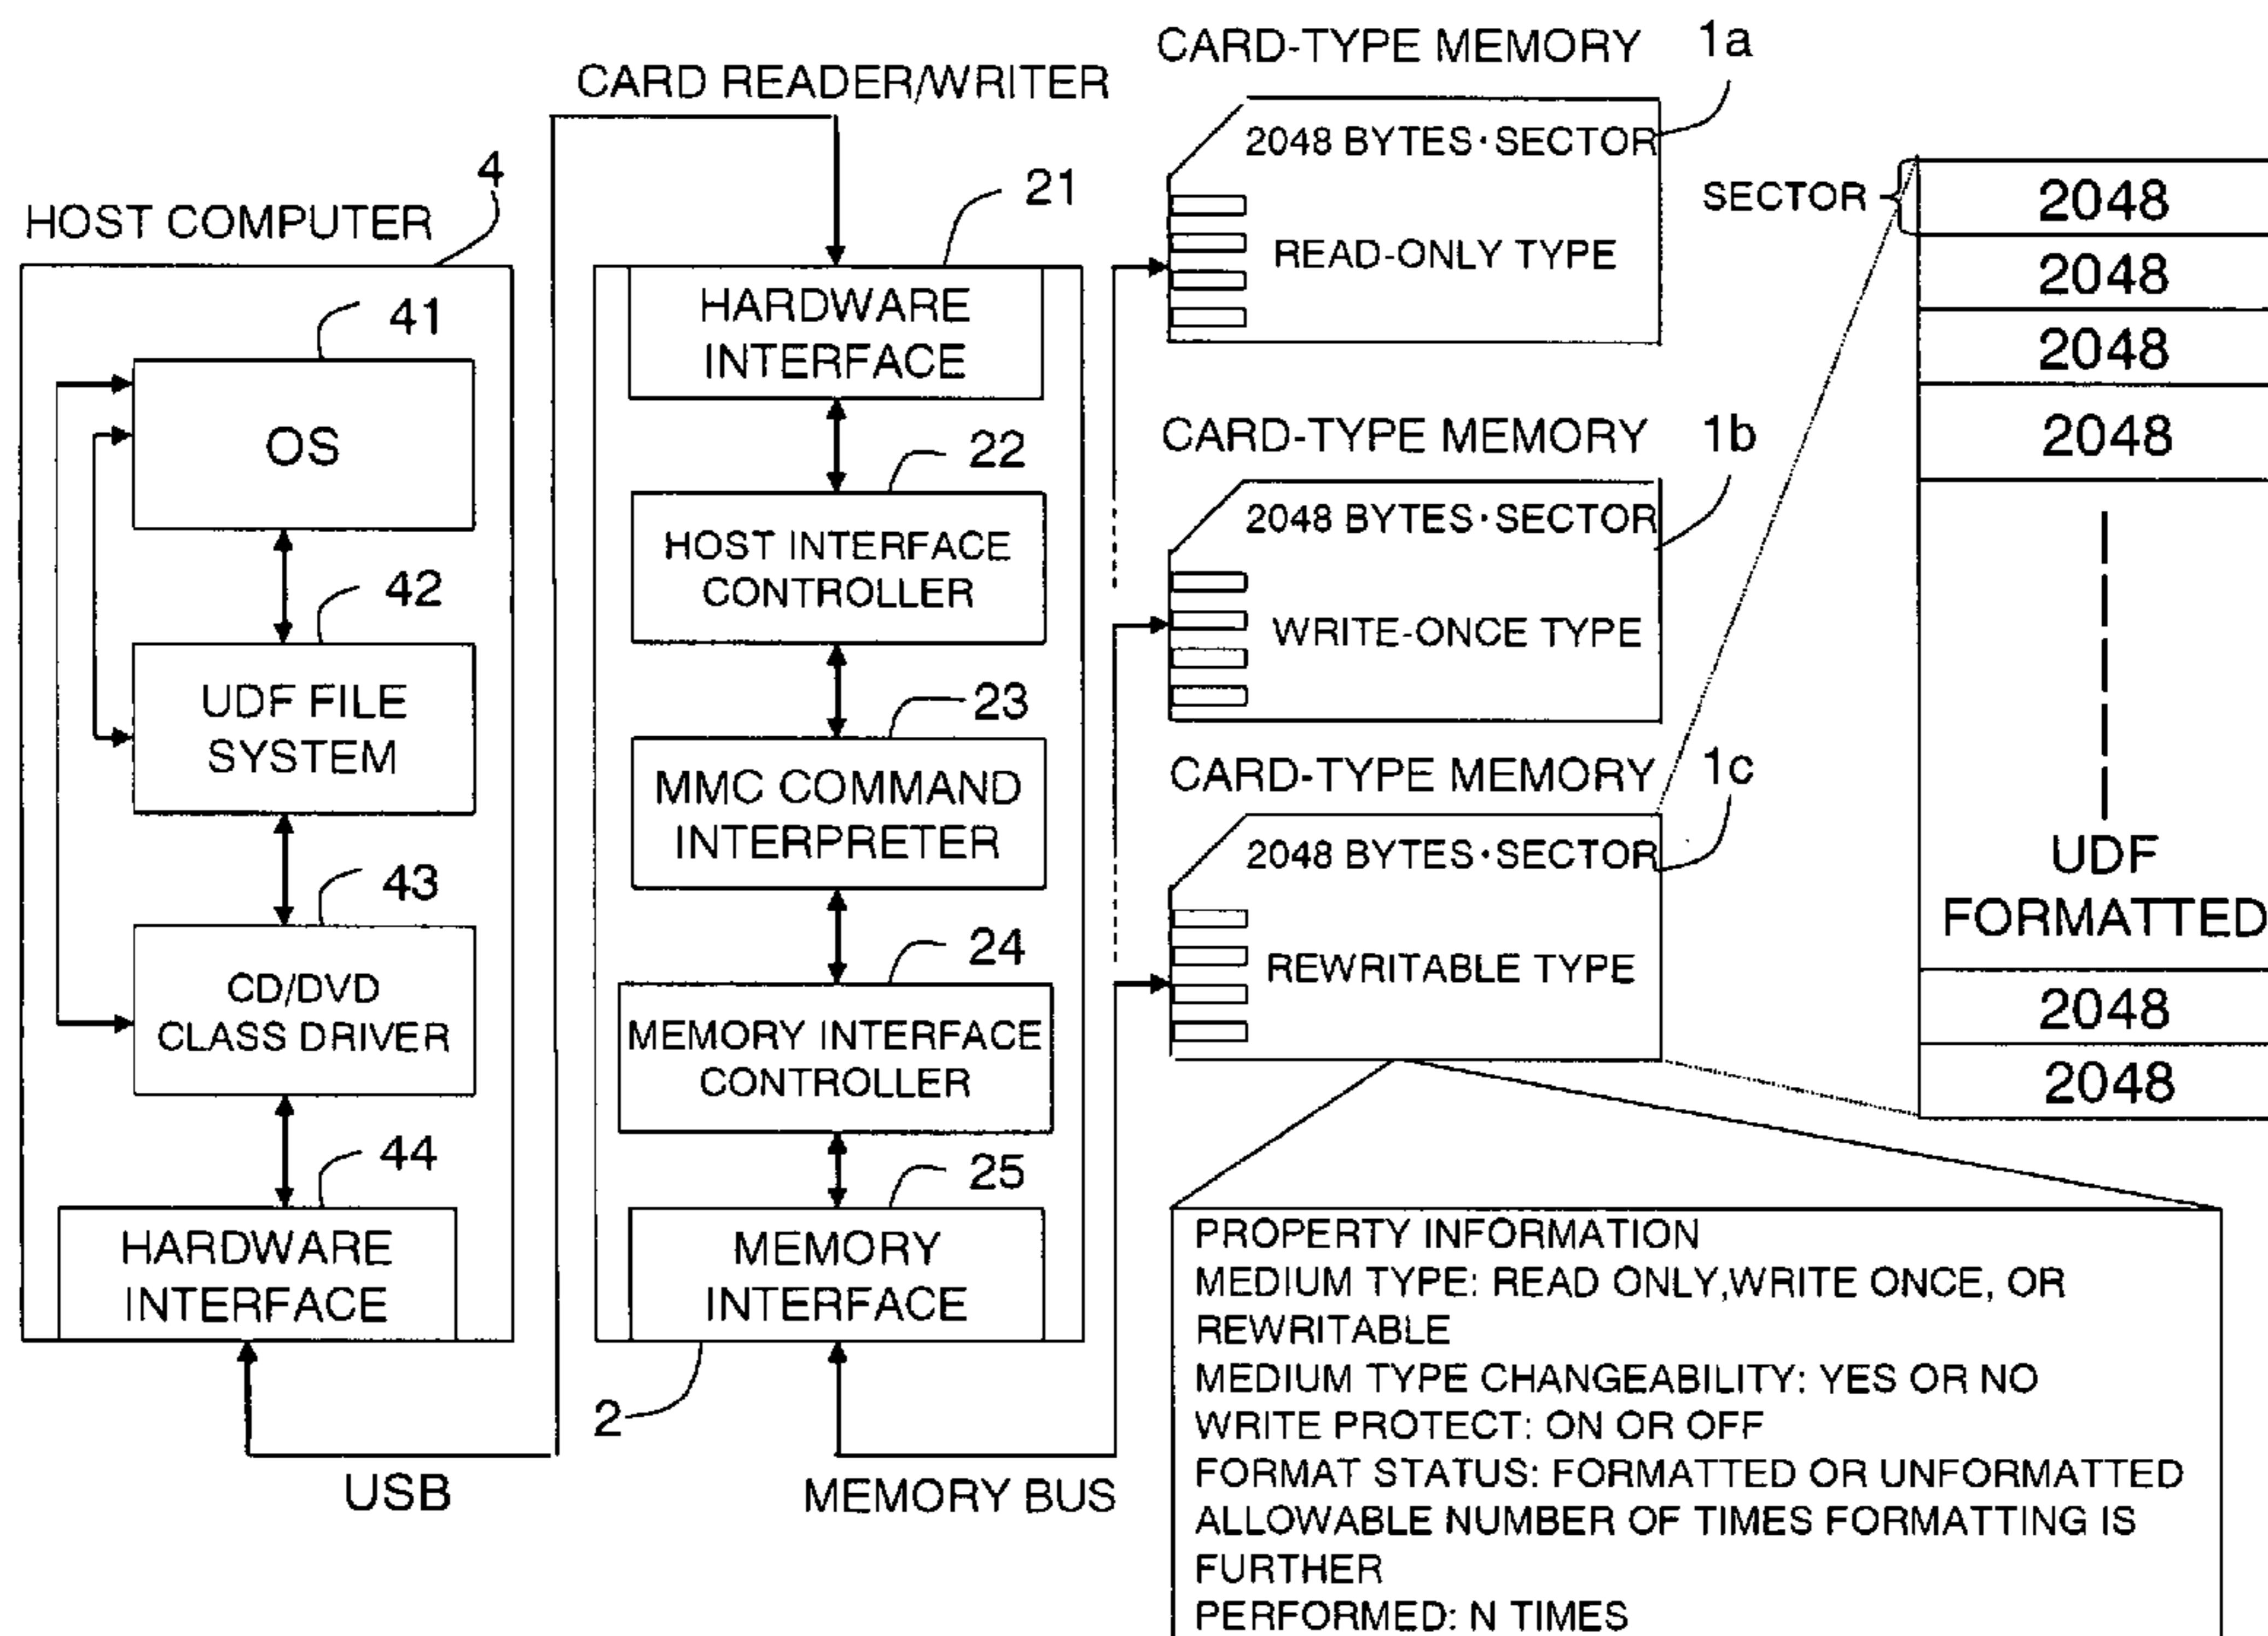 HOST COMPUTER
4
41
OS
42
UDF FILE
SYSTEM
43
CD/DVD
CLASS DRIVER
44
HARDWARE
INTERFACE
USB
CARD READER/WRITER
21
HARDWARE
INTERFACE
22
HOST INTERFACE
CONTROLLER
23
MMC COMMAND
INTERPRETER
24
MEMORY INTERFACE
CONTROLLER
25
MEMORY
INTERFACE
2
MEMORY BUS
CARD-TYPE MEMORY 1a
2048 BYTES·SECTOR
READ-ONLY TYPE
CARD-TYPE MEMORY 1b
2048 BYTES·SECTOR
WRITE-ONCE TYPE
CARD-TYPE MEMORY 1c
2048 BYTES·SECTOR
REWRITABLE TYPE
SECTOR
2048
2048
2048
2048
UDF
FORMATTED
2048
2048
PROPERTY INFORMATION
MEDIUM TYPE: READ ONLY,WRITE ONCE, OR
REWRITABLE
MEDIUM TYPE CHANGEABILITY: YES OR NO
WRITE PROTECT: ON OR OFF
FORMAT STATUS: FORMATTED OR UNFORMATTED
ALLOWABLE NUMBER OF TIMES FORMATTING IS
FURTHER
PERFORMED: N TIMES